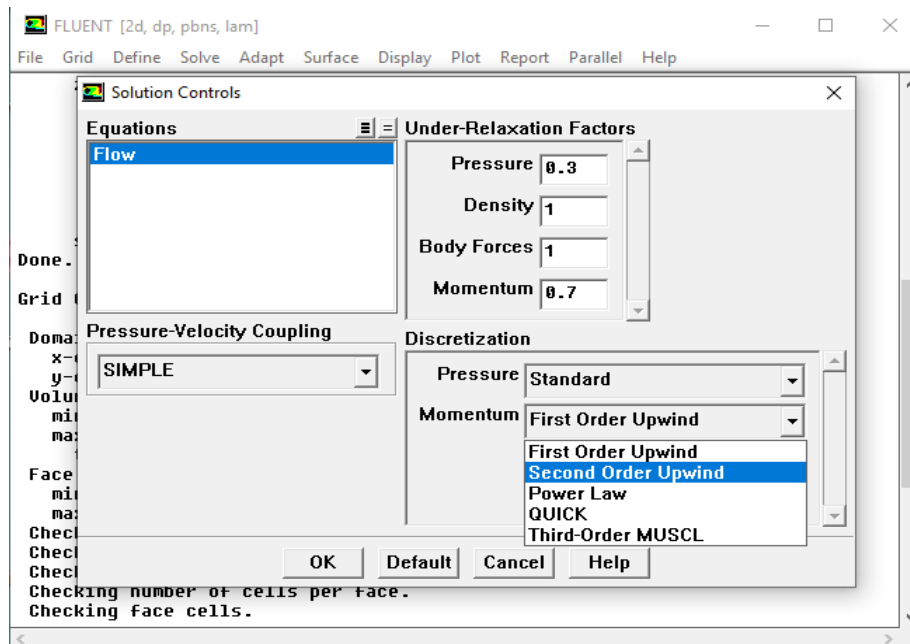 FLUENT [2d, dp, pbns, lam]
File Grid Define Solve Adapt Surface Display Plot Report Parallel Help
Solution Controls
Equations
Flow
Under-Relaxation Factors
Pressure 0.3
Density 1
Body Forces 1
Momentum 0.7
Pressure-Velocity Coupling
SIMPLE
Discretization
Pressure Standard
Momentum First Order Upwind
First Order Upwind
Second Order Upwind
Power Law
QUICK
Third-Order MUSCL
OK Default Cancel Help
Done.
Grid
Face
Checking number of cells per face.
Checking face cells.